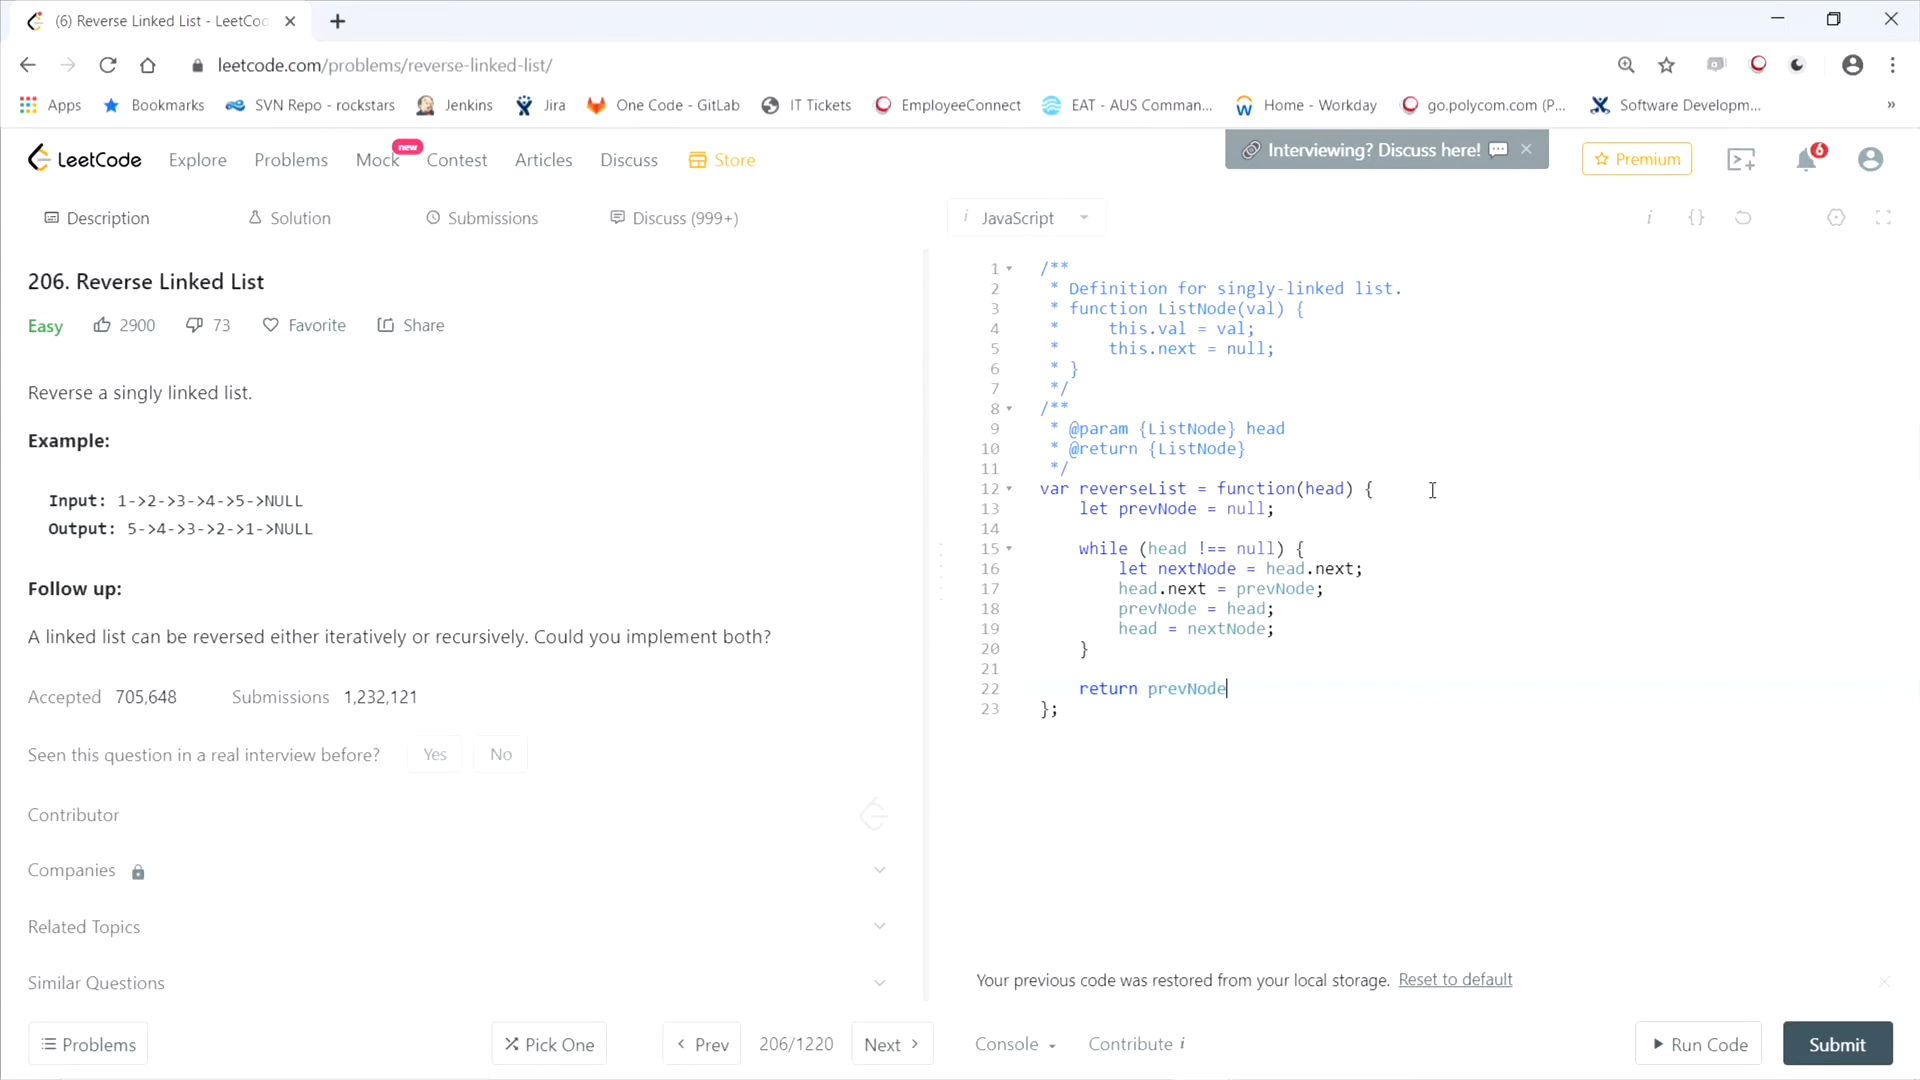 (6) Reverse Linked List - LeetCo
leetcode.com/problems/reverse-linked-list/
Apps Bookmarks SVN Repo - rockstars Jenkins Jira One Code - GitLab IT Tickets EmployeeConnect EAT - AUS Comman... Home - Workday go.polycom.com (P... Software Developm... »
LeetCode Explore Problems Mock new Contest Articles Discuss Store Interviewing? Discuss here! Premium 6
Description Solution Submissions Discuss (999+)
i JavaScript i {}
206. Reverse Linked List
Easy 2900 73 Favorite Share
Reverse a singly linked list.
Example:
Input: 1->2->3->4->5->NULL
Output: 5->4->3->2->1->NULL
Follow up:
A linked list can be reversed either iteratively or recursively. Could you implement both?
Accepted 705,648 Submissions 1,232,121
Seen this question in a real interview before? Yes No
Contributor
Companies
Related Topics
Similar Questions
1 /**
2 * Definition for singly-linked list.
3 * function ListNode(val) {
4 * this.val = val;
5 * this.next = null;
6 * }
7 */
8 /**
9 * @param {ListNode} head
10 * @return {ListNode}
11 */
12 var reverseList = function(head) {
13 let prevNode = null;
14
15 while (head !== null) {
16 let nextNode = head.next;
17 head.next = prevNode;
18 prevNode = head;
19 head = nextNode;
20 }
21
22 return prevNode
23 };
Your previous code was restored from your local storage. Reset to default
Problems Pick One Prev 206/1220 Next Console Contribute i Run Code Submit